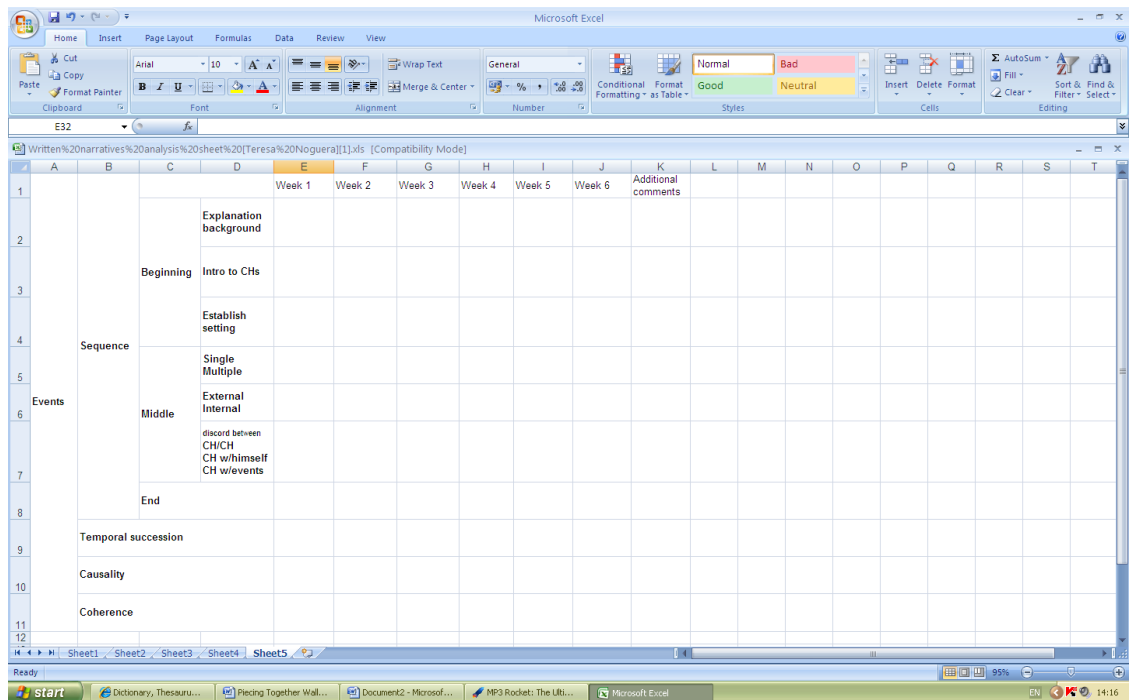 Microsoft Excel
Home Insert Page Layout Formulas Data Review View
Paste
Cut
Copy
Format Painter
Clipboard
Arial 10
B I U
Font
Wrap Text
Merge & Center
Alignment
General
% ,
Number
Conditional Formatting
Format as Table
Normal Bad
Good Neutral
Styles
Insert Delete Format
Cells
Σ AutoSum
Fill
Clear
Sort & Filter
Find & Select
Editing
E32 fx
Written%20narratives%20analysis%20sheet%20[Teresa%20Noguera][1].xls [Compatibility Mode]
A B C D E F G H I J K L M N O P Q R S T
1 Week 1 Week 2 Week 3 Week 4 Week 5 Week 6 Additional comments
2 Explanation background
3 Beginning Intro to CHs
4 Establish setting
Sequence
5 Single Multiple
6 Events Middle External Internal
7 discord between
CH/CH
CH w/himself
CH w/events
8 End
9 Temporal succession
10 Causality
11 Coherence
12
Sheet1 Sheet2 Sheet3 Sheet4 Sheet5
Ready 95%
start Dictionary, Thesauru... Piecing Together Wall... Document2 - Microsof... MP3 Rocket: The Ulti... Microsoft Excel EN 14:16